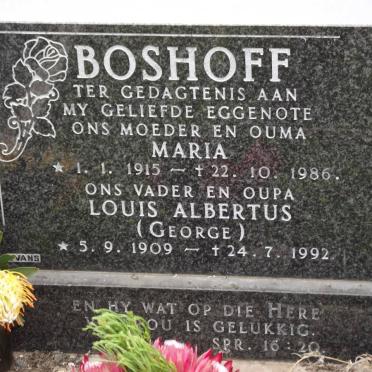 BOSHOFF
TER GEDAGTENIS AAN
MY GELIEFDE EGGENOTE
ONS MOEDER EN OUMA
MARIA
★ 1. 1. 1915 – † 22. 10. 1986.
ONS VADER EN OUPA
LOUIS ALBERTUS
(GEORGE)
★ 5. 9. 1909 – † 24. 7. 1992
VANS
EN HY WAT OP DIE HERE
OU IS GELUKKIG.
SPR. 16:20